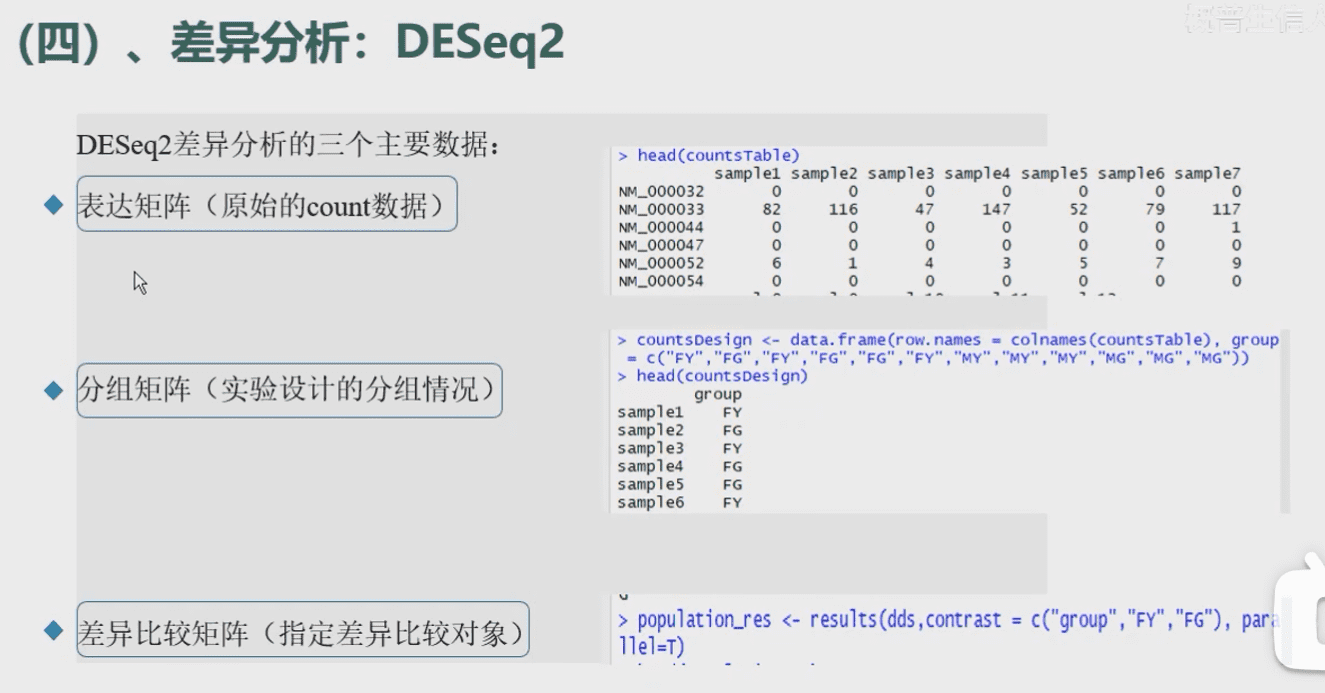 （四）、差异分析：DESeq2
DESeq2差异分析的三个主要数据：
表达矩阵（原始的count数据）
> head(countsTable)
sample1 sample2 sample3 sample4 sample5 sample6 sample7
NM_000032 0 0 0 0 0 0 0
NM_000033 82 116 47 147 52 79 117
NM_000044 0 0 0 0 0 0 1
NM_000047 0 0 0 0 0 0 0
NM_000052 6 1 4 3 5 7 9
NM_000054 0 0 0 0 0 0 0
分组矩阵（实验设计的分组情况）
> countsDesign <- data.frame(row.names = colnames(countsTable), group
= c("FY","FG","FY","FG","FG","FY","MY","MY","MY","MG","MG","MG"))
> head(countsDesign)
group
sample1 FY
sample2 FG
sample3 FY
sample4 FG
sample5 FG
sample6 FY
差异比较矩阵（指定差异比较对象）
> population_res <- results(dds,contrast = c("group","FY","FG"), para
llel=T)